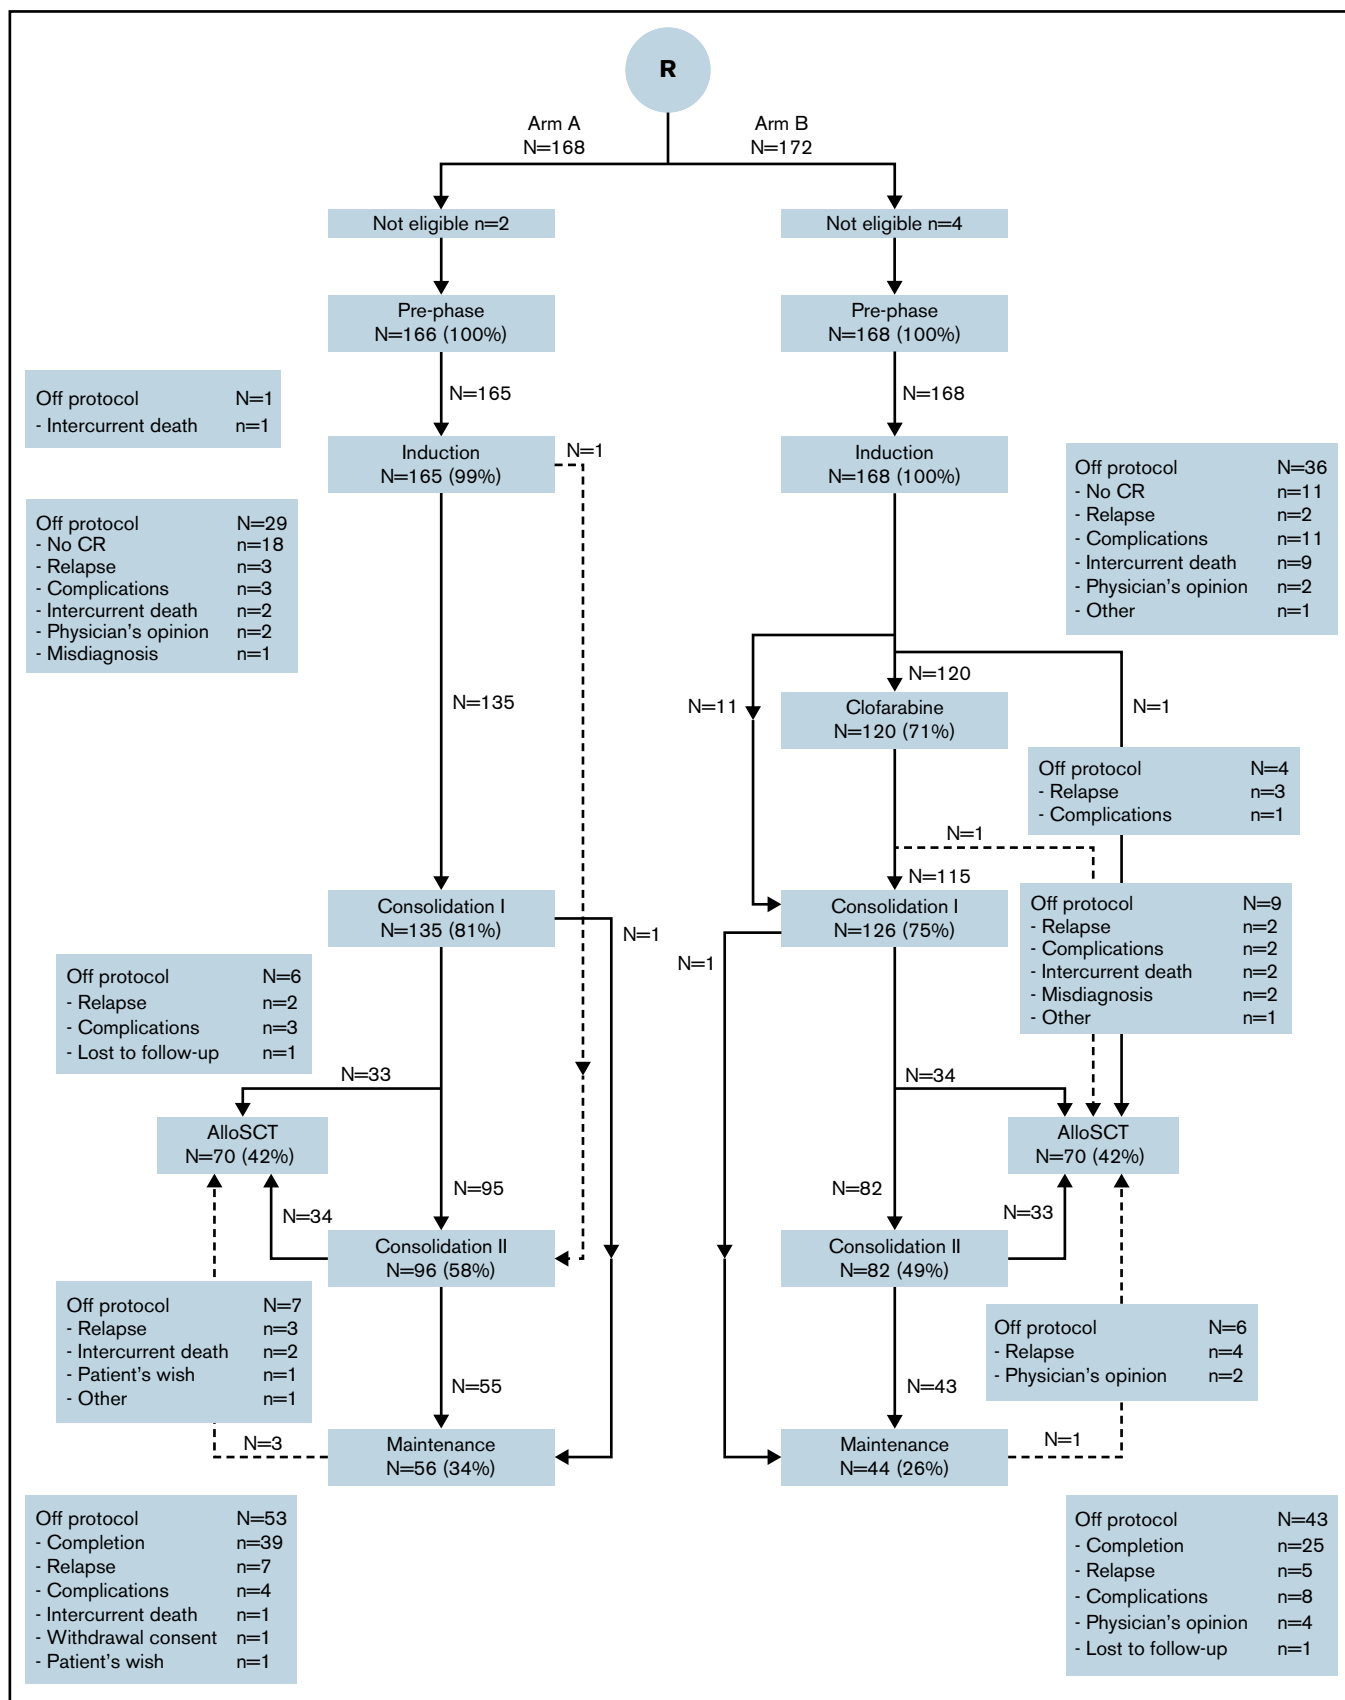 R
Arm A
N=168
Arm B
N=172
Not eligible n=2
Not eligible n=4
Pre-phase
N=166 (100%)
Pre-phase
N=168 (100%)
N=165
N=168
Off protocol N=1
- Intercurrent death n=1
Induction
N=165 (99%)
N=1
Induction
N=168 (100%)
Off protocol N=36
- No CR n=11
- Relapse n=2
- Complications n=11
- Intercurrent death n=9
- Physician's opinion n=2
- Other n=1
Off protocol N=29
- No CR n=18
- Relapse n=3
- Complications n=3
- Intercurrent death n=2
- Physician's opinion n=2
- Misdiagnosis n=1
N=135
N=120
N=11
N=1
Clofarabine
N=120 (71%)
Off protocol N=4
- Relapse n=3
- Complications n=1
N=1
N=115
Consolidation I
N=135 (81%)
N=1
Consolidation I
N=126 (75%)
N=1
Off protocol N=9
- Relapse n=2
- Complications n=2
- Intercurrent death n=2
- Misdiagnosis n=2
- Other n=1
Off protocol N=6
- Relapse n=2
- Complications n=3
- Lost to follow-up n=1
N=33
N=34
AlloSCT
N=70 (42%)
AlloSCT
N=70 (42%)
N=95
N=82
N=34
N=33
Consolidation II
N=96 (58%)
Consolidation II
N=82 (49%)
Off protocol N=7
- Relapse n=3
- Intercurrent death n=2
- Patient's wish n=1
- Other n=1
Off protocol N=6
- Relapse n=4
- Physician's opinion n=2
N=55
N=43
N=3
Maintenance
N=56 (34%)
Maintenance
N=44 (26%)
N=1
Off protocol N=53
- Completion n=39
- Relapse n=7
- Complications n=4
- Intercurrent death n=1
- Withdrawal consent n=1
- Patient's wish n=1
Off protocol N=43
- Completion n=25
- Relapse n=5
- Complications n=8
- Physician's opinion n=4
- Lost to follow-up n=1